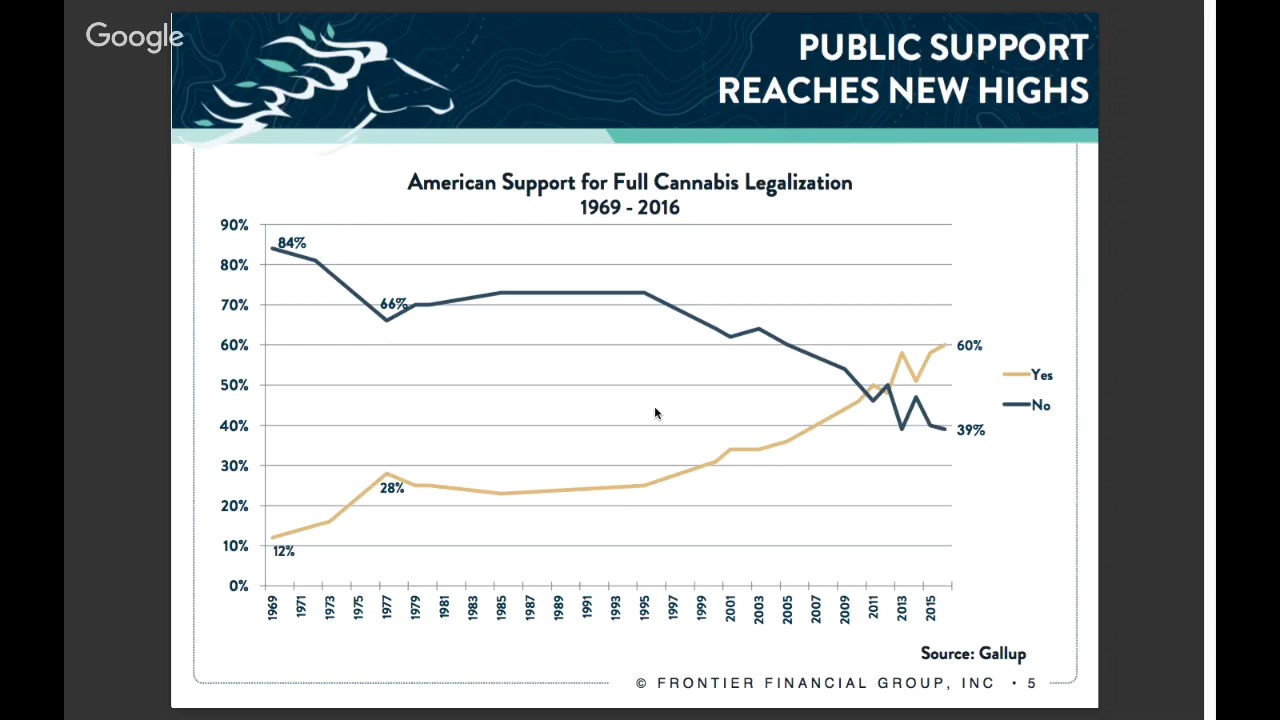 Google
PUBLIC SUPPORT
REACHES NEW HIGHS
American Support for Full Cannabis Legalization
1969 - 2016
90%
80%
70%
60%
50%
40%
30%
20%
10%
0%
84%
66%
28%
12%
60%
39%
Yes
No
1969 1971 1973 1975 1977 1979 1981 1983 1985 1987 1989 1991 1993 1995 1997 1999 2001 2003 2005 2007 2009 2011 2013 2015
Source: Gallup
© FRONTIER FINANCIAL GROUP, INC • 5